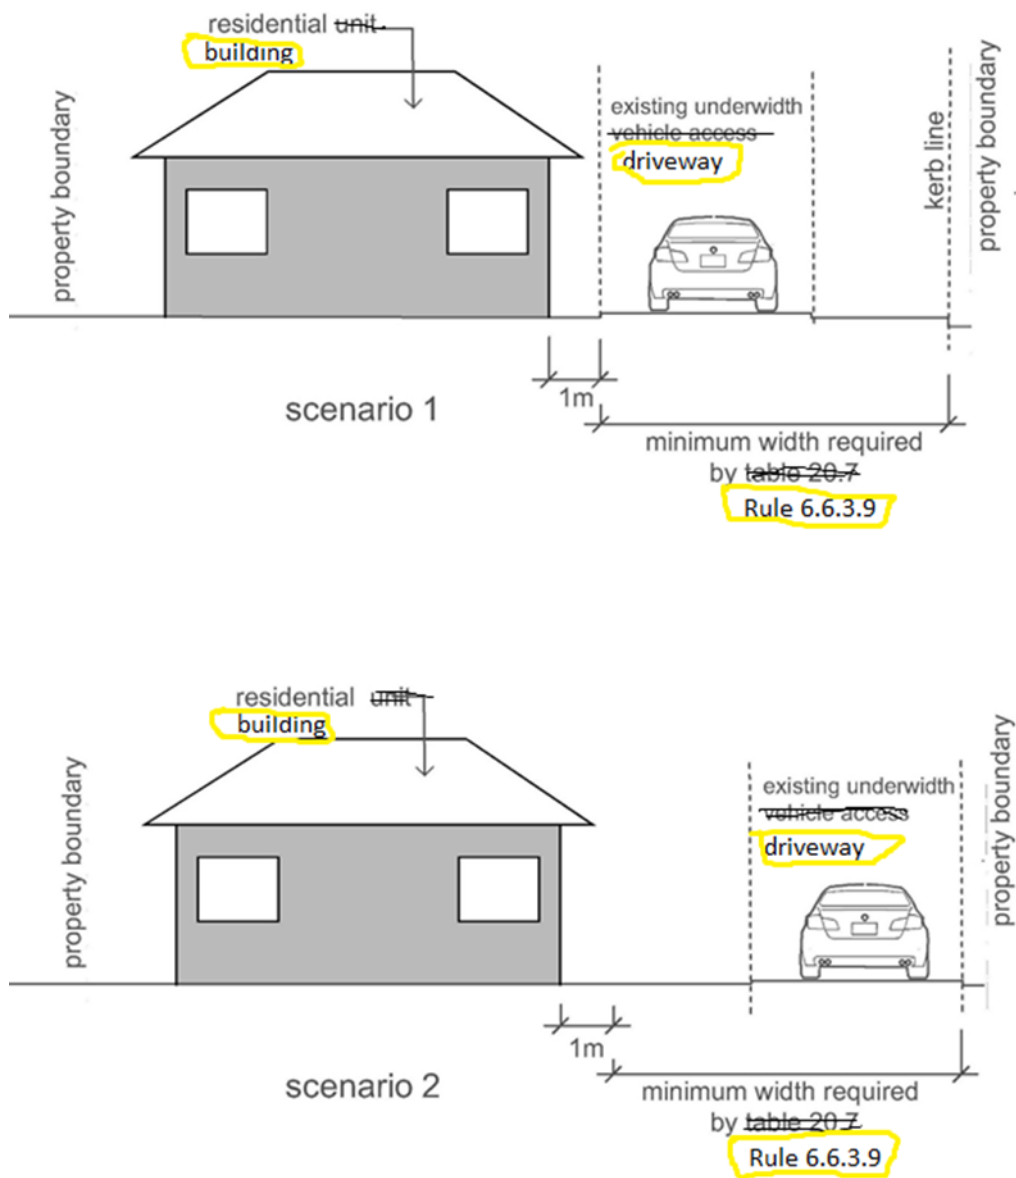 residential unit
building
property boundary
existing underwidth
vehicle access
driveway
kerb line
property boundary
1m
scenario 1
minimum width required
by table 20.7
Rule 6.6.3.9
residential unit
building
property boundary
existing underwidth
vehicle access
driveway
property boundary
1m
scenario 2
minimum width required
by table 20.7
Rule 6.6.3.9